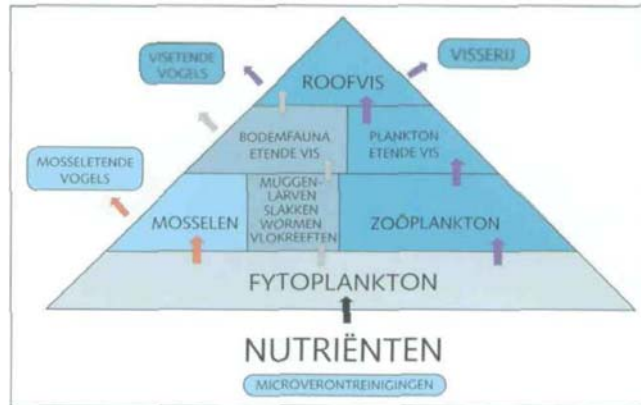 VISETENDE
VOGELS
ROOFVIS
VISSERIJ
BODEMFAUNA
ETENDE VIS
PLANKTON
ETENDE VIS
MOSSELETENDE
VOGELS
MOSSELEN
MUGGEN-
LARVEN
SLAKKEN
WORMEN
VLOKREEFTEN
ZOÖPLANKTON
FYTOPLANKTON
NUTRIËNTEN
MICROVERONTREINIGINGEN